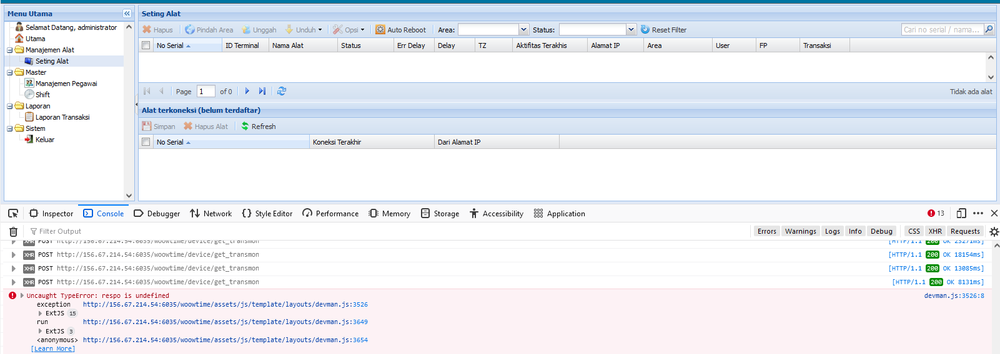 Menu Utama
Selamat Datang, administrator
Utama
Manajemen Alat
Seting Alat
Master
Manajemen Pegawai
Shift
Laporan
Laporan Transaksi
Sistem
Keluar
Seting Alat
Hapus Pindah Area Unggah Unduh Opsi Auto Reboot Area: Status: Reset Filter Cari no serial / nama...
No Serial ID Terminal Nama Alat Status Err Delay Delay TZ Aktifitas Terakhis Alamat IP Area User FP Transaksi
Page 1 of 0 Tidak ada alat
Alat terkoneksi (belum terdaftar)
Simpan Hapus Alat Refresh
No Serial Koneksi Terakhir Dari Alamat IP
Inspector Console Debugger Network Style Editor Performance Memory Storage Accessibility Application 13
Filter Output Errors Warnings Logs Info Debug CSS XHR Requests
XHR POST http://156.67.214.54:6035/woowtime/device/get_transmon [HTTP/1.1 200 OK 23271ms]
XHR POST http://156.67.214.54:6035/woowtime/device/get_transmon [HTTP/1.1 200 OK 18154ms]
XHR POST http://156.67.214.54:6035/woowtime/device/get_transmon [HTTP/1.1 200 OK 13085ms]
XHR POST http://156.67.214.54:6035/woowtime/device/get_transmon [HTTP/1.1 200 OK 8131ms]
Uncaught TypeError: respo is undefined devman.js:3526:8
exception http://156.67.214.54:6035/woowtime/assets/js/template/layouts/devman.js:3526
ExtJS 15
run http://156.67.214.54:6035/woowtime/assets/js/template/layouts/devman.js:3649
ExtJS 3
<anonymous> http://156.67.214.54:6035/woowtime/assets/js/template/layouts/devman.js:3654
[Learn More]